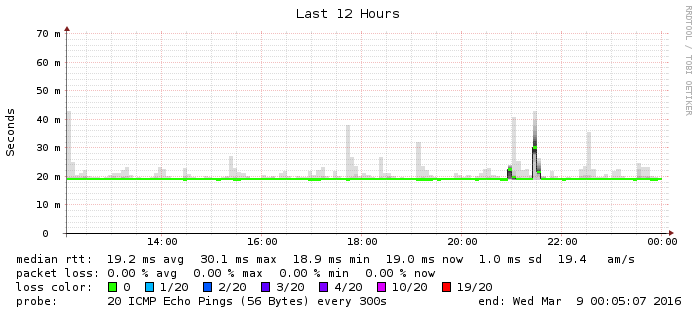 Last 12 Hours
RRDTOOL / TOBI OETIKER
Seconds
70 m
60 m
50 m
40 m
30 m
20 m
10 m
0
14:00 16:00 18:00 20:00 22:00 00:00
median rtt: 19.2 ms avg 30.1 ms max 18.9 ms min 19.0 ms now 1.0 ms sd 19.4 am/s
packet loss: 0.00 % avg 0.00 % max 0.00 % min 0.00 % now
loss color: 0 1/20 2/20 3/20 4/20 10/20 19/20
probe: 20 ICMP Echo Pings (56 Bytes) every 300s end: Wed Mar 9 00:05:07 2016